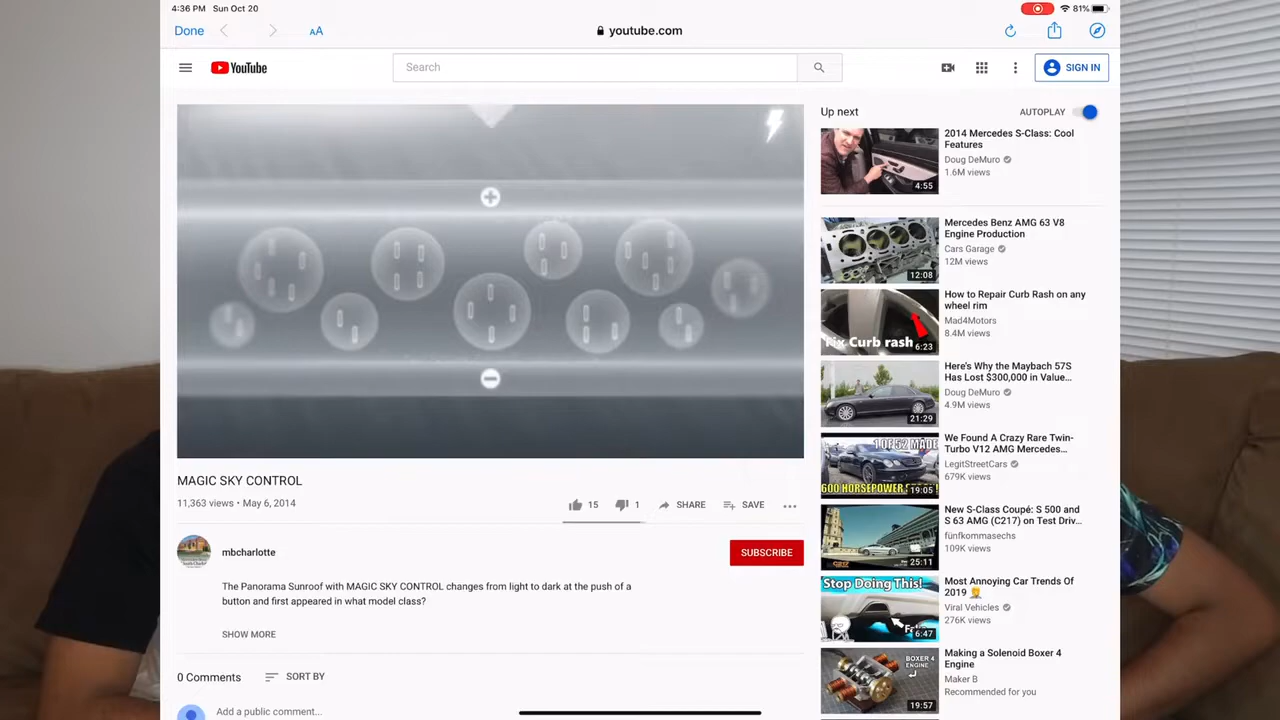 4:36 PM Sun Oct 20
81%
Done
AA
youtube.com
YouTube
Search
SIGN IN
MAGIC SKY CONTROL
11,363 views • May 6, 2014
15
1
SHARE
SAVE
mbcharlotte
SUBSCRIBE
The Panorama Sunroof with MAGIC SKY CONTROL changes from light to dark at the push of a
button and first appeared in what model class?
SHOW MORE
0 Comments
SORT BY
Add a public comment...
Up next
AUTOPLAY
4:55
2014 Mercedes S-Class: Cool
Features
Doug DeMuro
1.6M views
12:08
Mercedes Benz AMG 63 V8
Engine Production
Cars Garage
12M views
Fix Curb rash
6:23
How to Repair Curb Rash on any
wheel rim
Mad4Motors
8.4M views
21:29
Here's Why the Maybach 57S
Has Lost $300,000 in Value...
Doug DeMuro
4.9M views
1 OF 52 MADE
600 HORSEPOWER
19:05
We Found A Crazy Rare Twin-
Turbo V12 AMG Mercedes...
LegitStreetCars
679K views
25:11
New S-Class Coupé: S 500 and
S 63 AMG (C217) on Test Driv...
fünfkommasechs
109K views
Stop Doing This!
6:47
Most Annoying Car Trends Of
2019 🤦
Viral Vehicles
276K views
BOXER 4
ENGINE
19:57
Making a Solenoid Boxer 4
Engine
Maker B
Recommended for you